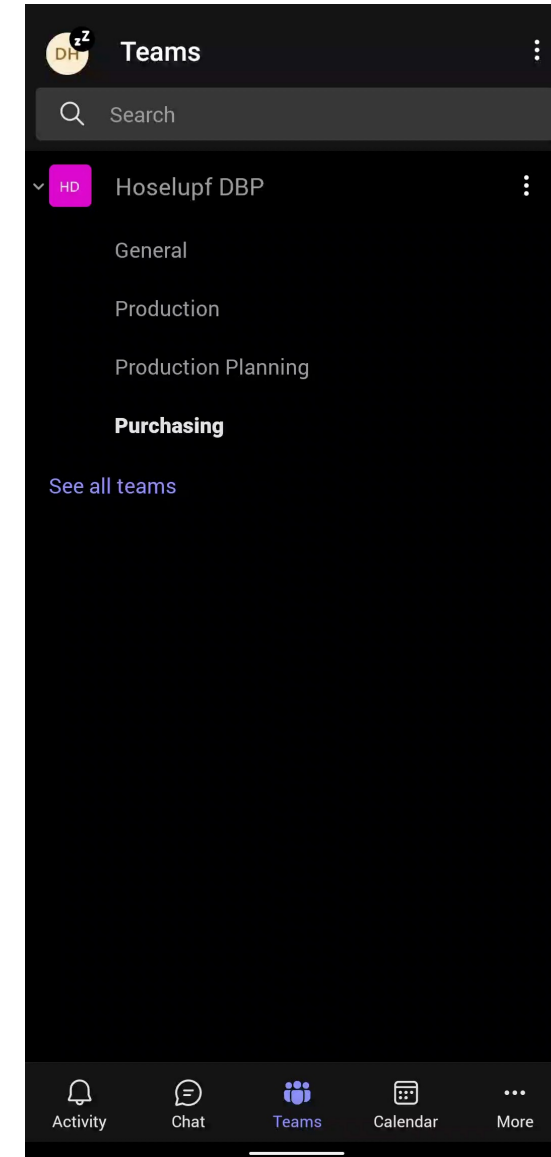 DH
zZ
Teams
Search
HD
Hoselupf DBP
General
Production
Production Planning
Purchasing
See all teams
Activity
Chat
Teams
Calendar
More